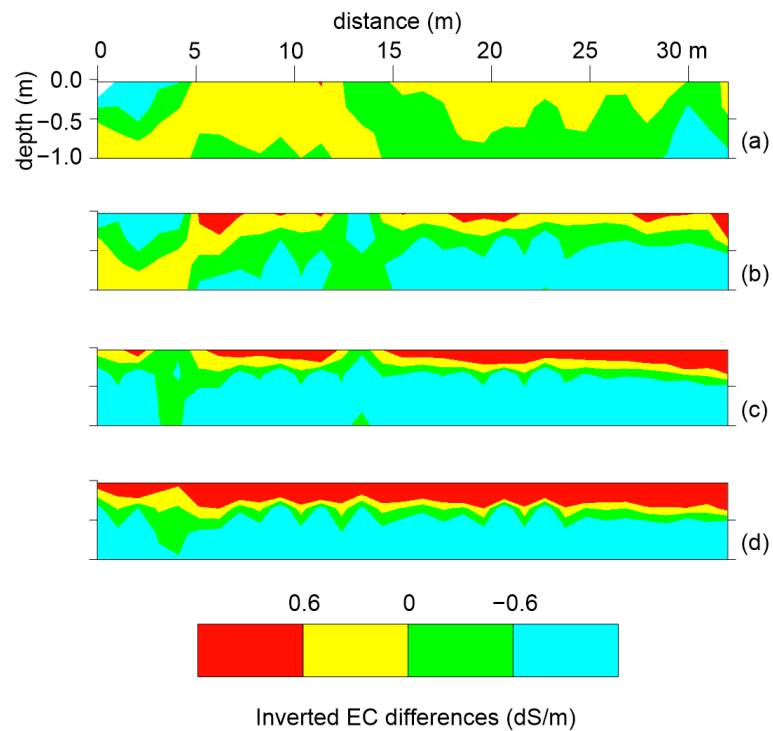 distance (m)
0 5 10 15 20 25 30 m
depth (m)
0.0
−0.5
−1.0
(a)
(b)
(c)
(d)
0.6 0 −0.6
Inverted EC differences (dS/m)